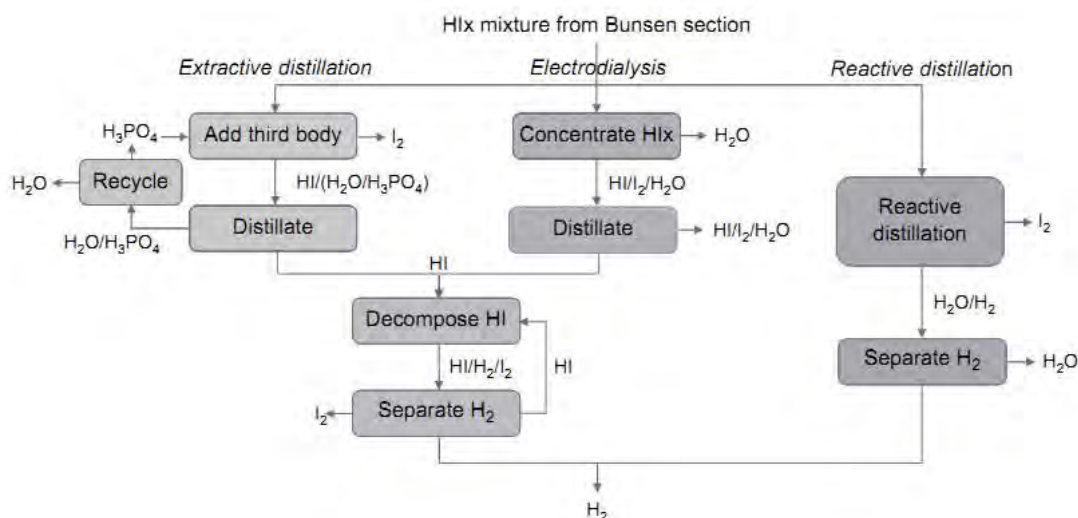 HIx mixture from Bunsen section
Extractive distillation
Electrodialysis
Reactive distillation
H₃PO₄
Add third body
I₂
Concentrate HIx
H₂O
H₂O
Recycle
HI/(H₂O/H₃PO₄)
HI/I₂/H₂O
Reactive
distillation
I₂
H₂O/H₃PO₄
Distillate
Distillate
HI/I₂/H₂O
HI
H₂O/H₂
Decompose HI
HI/H₂/I₂
HI
Separate H₂
H₂O
I₂
Separate H₂
H₂